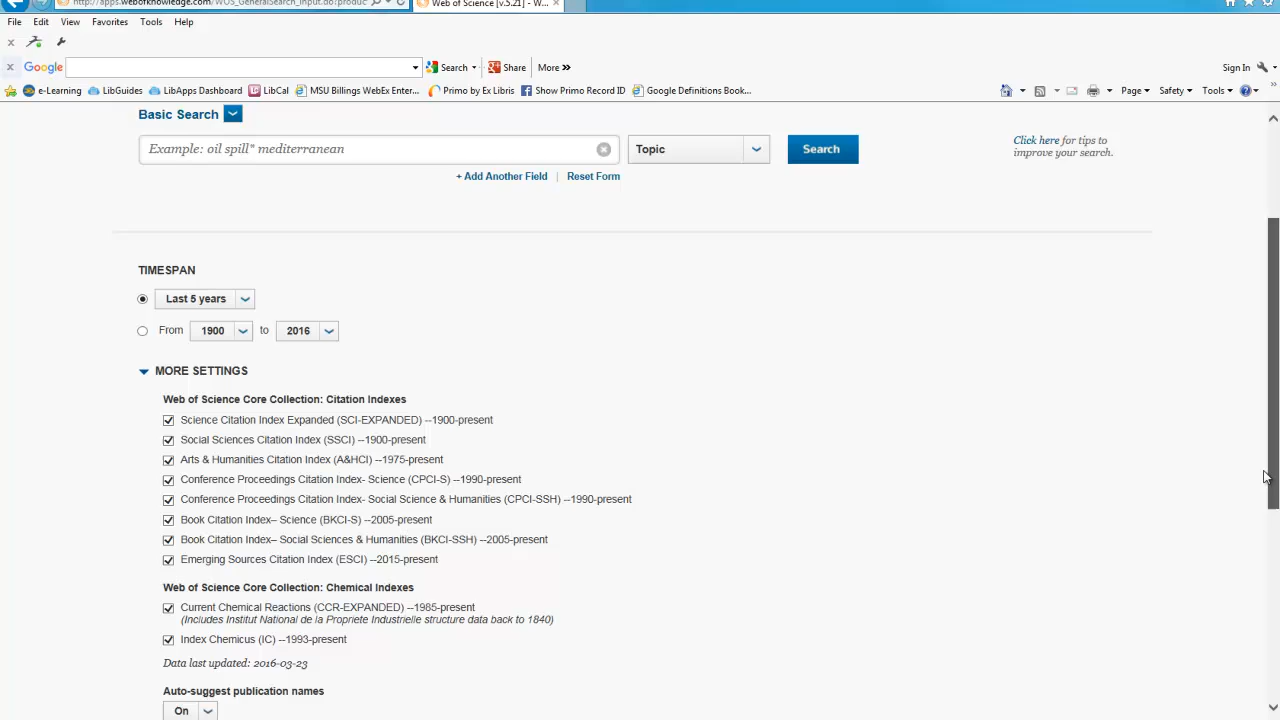 http://apps.webofknowledge.com/WOS_GeneralSearch_input.do?produc
Web of Science [v.5.21] - W...
File Edit View Favorites Tools Help
Google Search Share More »
Sign In
e-Learning LibGuides LibApps Dashboard LibCal MSU Billings WebEx Enter... Primo by Ex Libris Show Primo Record ID Google Definitions Book...
Page Safety Tools
Basic Search
Example: oil spill* mediterranean
Topic
Search
Click here for tips to
improve your search.
+ Add Another Field | Reset Form
TIMESPAN
Last 5 years
From 1900 to 2016
MORE SETTINGS
Web of Science Core Collection: Citation Indexes
Science Citation Index Expanded (SCI-EXPANDED) --1900-present
Social Sciences Citation Index (SSCI) --1900-present
Arts & Humanities Citation Index (A&HCI) --1975-present
Conference Proceedings Citation Index- Science (CPCI-S) --1990-present
Conference Proceedings Citation Index- Social Science & Humanities (CPCI-SSH) --1990-present
Book Citation Index– Science (BKCI-S) --2005-present
Book Citation Index– Social Sciences & Humanities (BKCI-SSH) --2005-present
Emerging Sources Citation Index (ESCI) --2015-present
Web of Science Core Collection: Chemical Indexes
Current Chemical Reactions (CCR-EXPANDED) --1985-present
(Includes Institut National de la Propriete Industrielle structure data back to 1840)
Index Chemicus (IC) --1993-present
Data last updated: 2016-03-23
Auto-suggest publication names
On